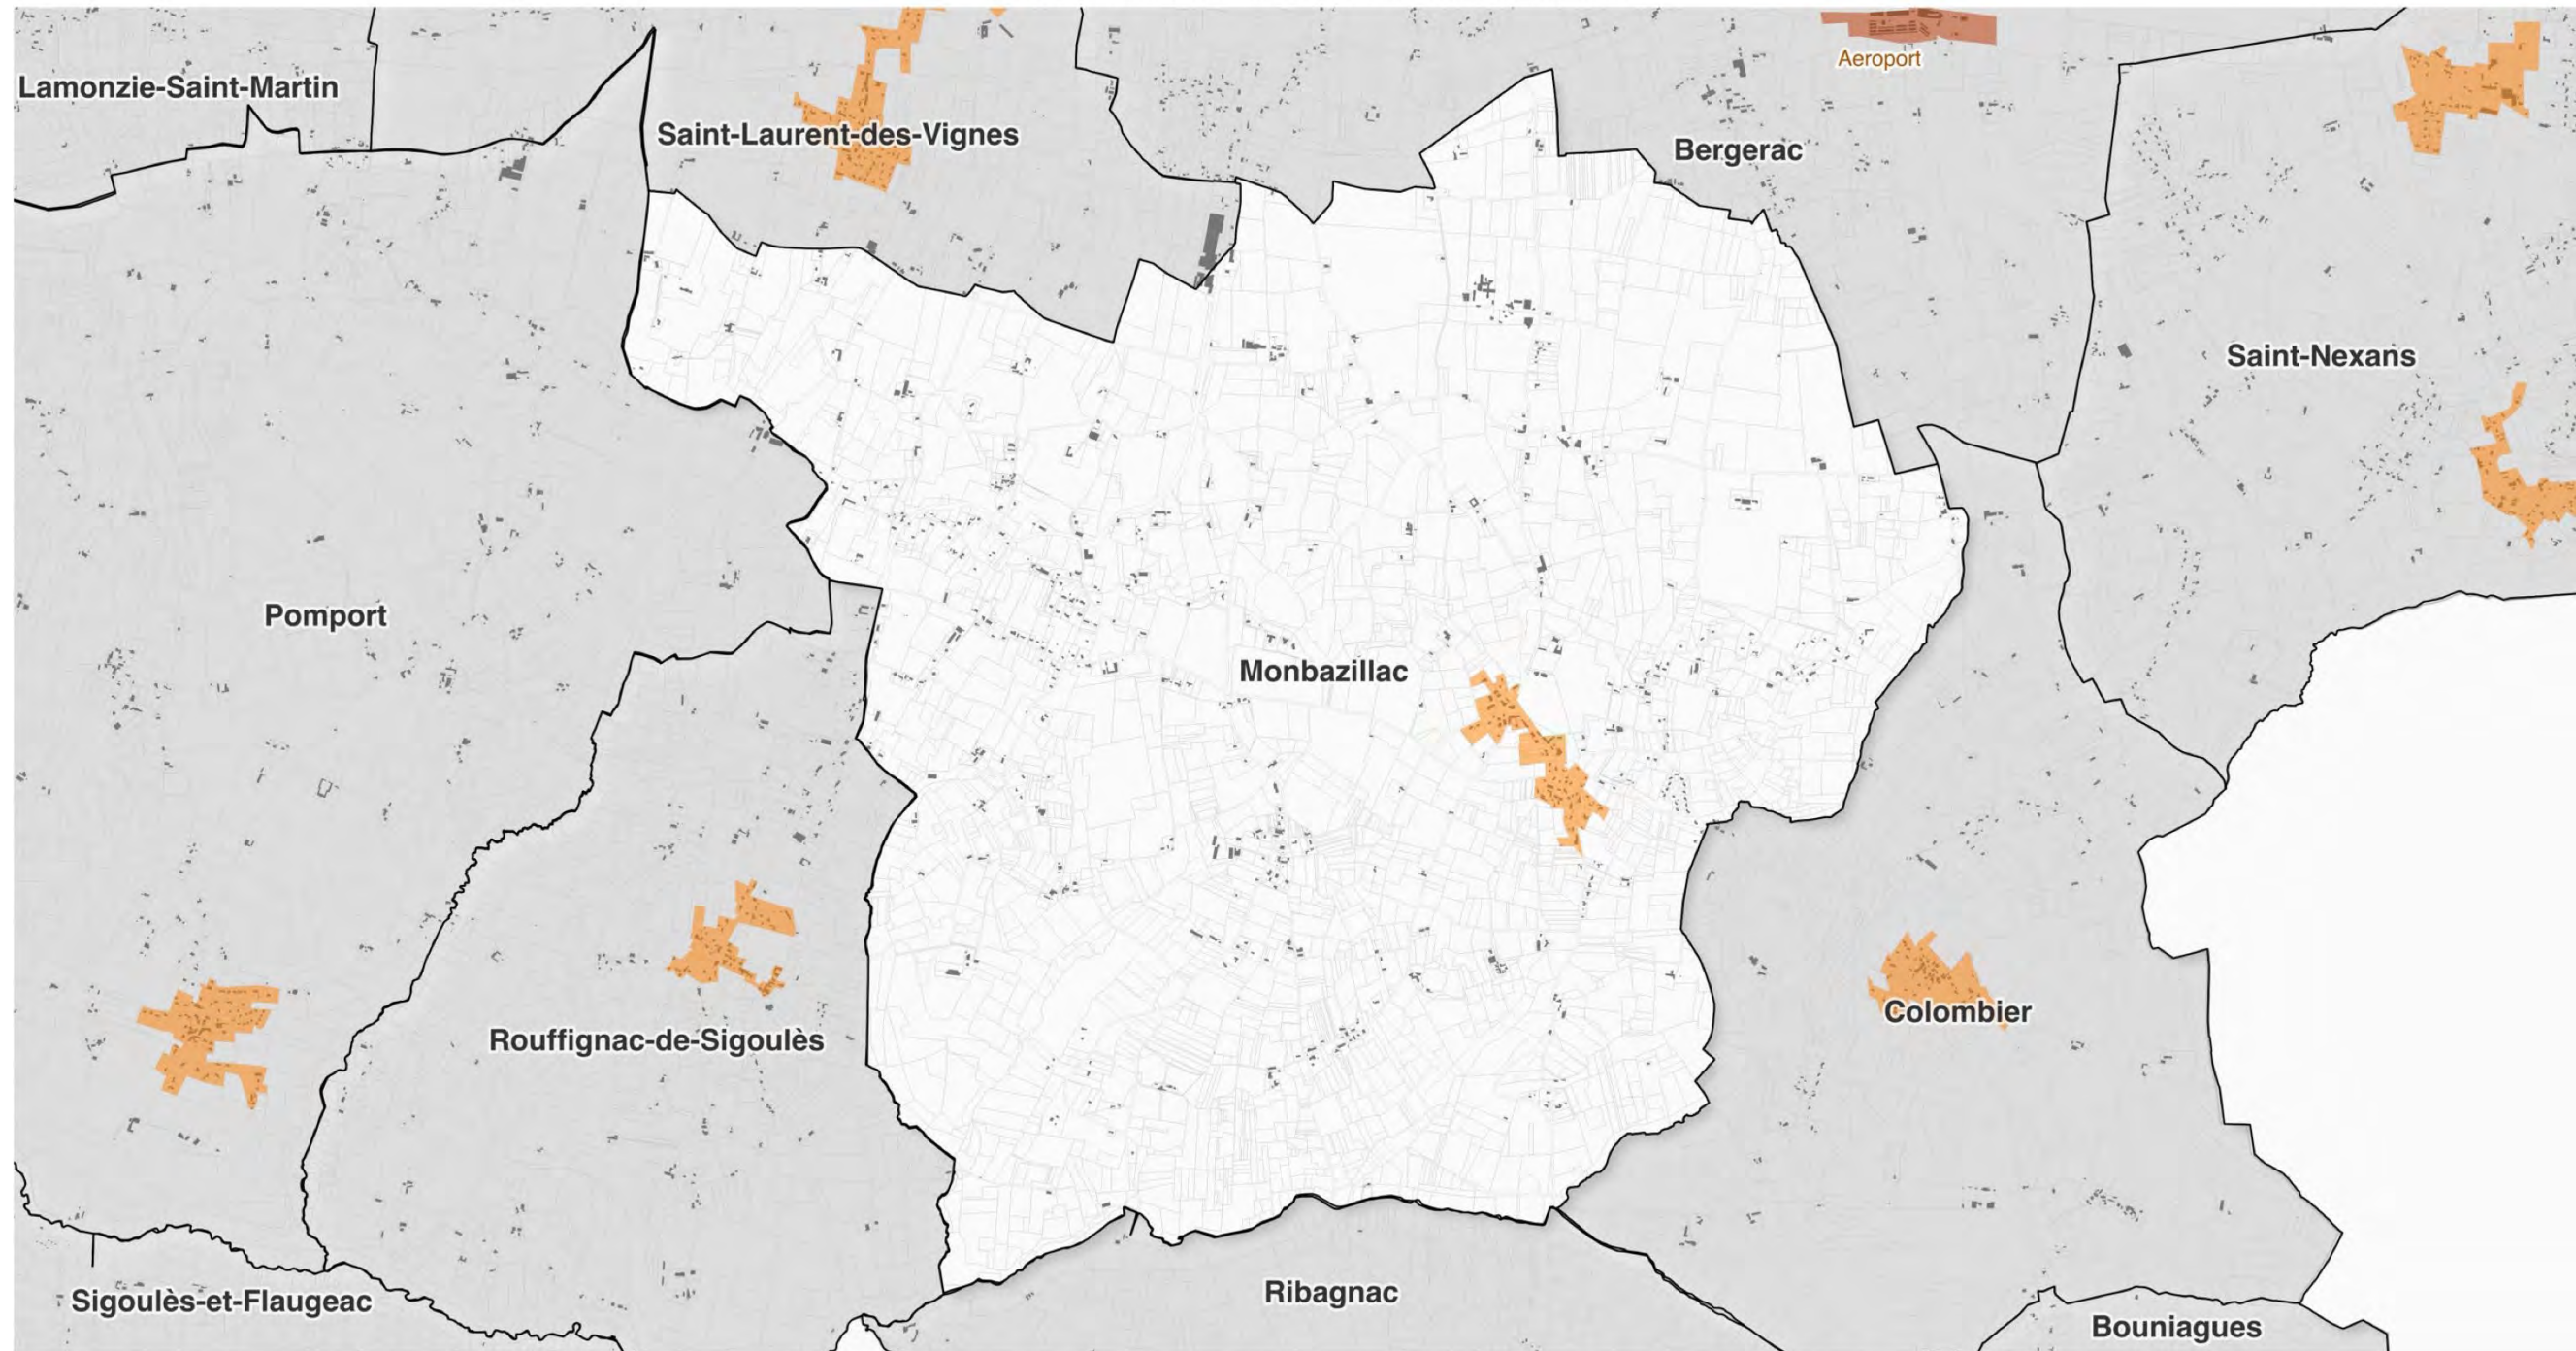 Aeroport
Lamonzie-Saint-Martin
Saint-Laurent-des-Vignes
Bergerac
Saint-Nexans
Pomport
Monbazillac
Colombier
Rouffignac-de-Sigoulès
Ribagnac
Sigoulès-et-Flaugeac
Bouniagues